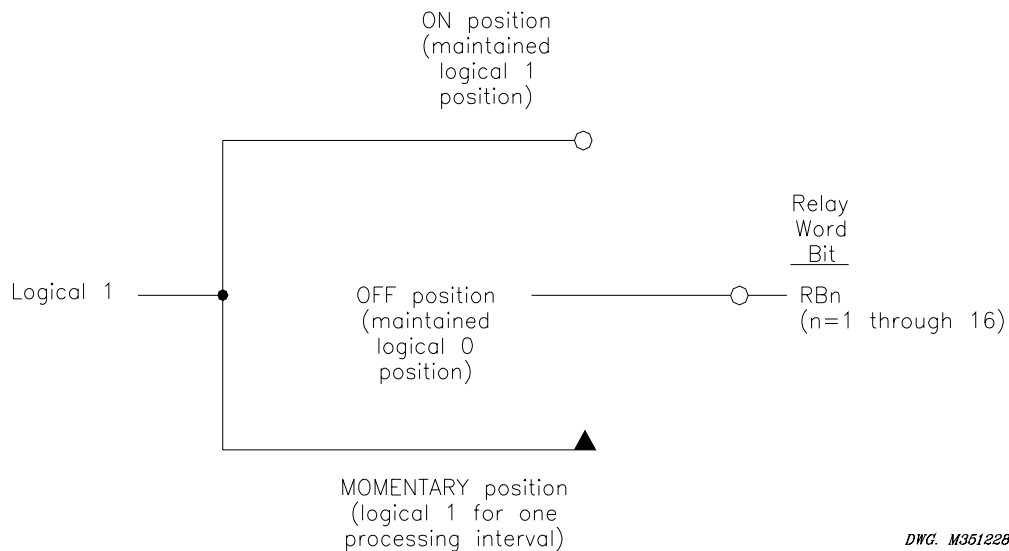 ON position
(maintained
logical 1
position)
Relay
Word
Bit
Logical 1
OFF position
(maintained
logical 0
position)
RBn
(n=1 through 16)
MOMENTARY position
(logical 1 for one
processing interval)
DWG. M351228